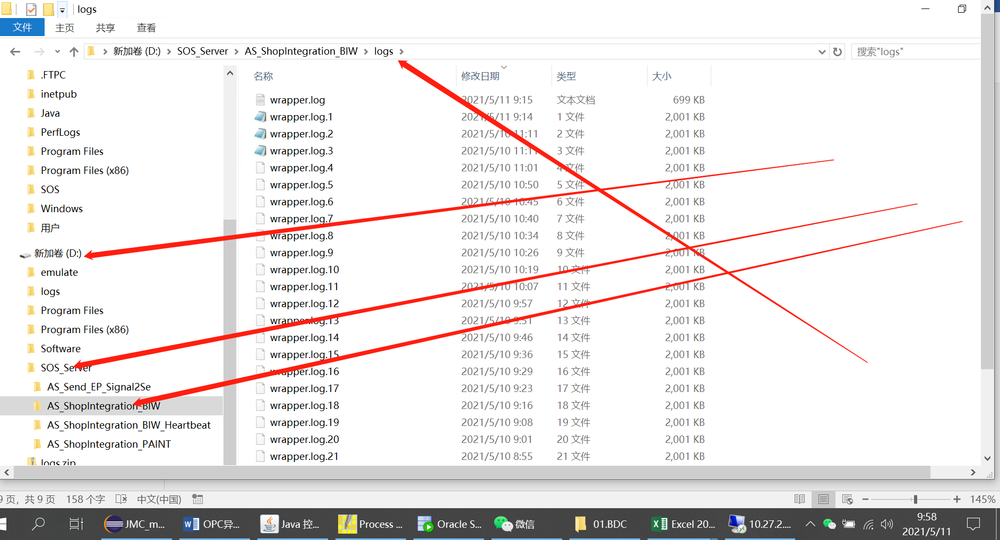 logs
文件 主页 共享 查看
新加卷 (D:) SOS_Server AS_ShopIntegration_BIW logs 搜索"logs"
.FTPC
inetpub
Java
PerfLogs
Program Files
Program Files (x86)
SOS
Windows
用户
新加卷 (D:)
emulate
logs
Program Files
Program Files (x86)
Software
SOS_Server
AS_Send_EP_Signal2Se
AS_ShopIntegration_BIW
AS_ShopIntegration_BIW_Heartbeat
AS_ShopIntegration_PAINT
logs.zip
名称 修改日期 类型 大小
wrapper.log 2021/5/11 9:15 文本文档 699 KB
wrapper.log.1 2021/5/11 9:14 1 文件 2,001 KB
wrapper.log.2 2021/5/10 11:11 2 文件 2,001 KB
wrapper.log.3 2021/5/10 11:11 3 文件 2,001 KB
wrapper.log.4 2021/5/10 11:01 4 文件 2,001 KB
wrapper.log.5 2021/5/10 10:50 5 文件 2,001 KB
wrapper.log.6 2021/5/10 10:45 6 文件 2,001 KB
wrapper.log.7 2021/5/10 10:40 7 文件 2,001 KB
wrapper.log.8 2021/5/10 10:34 8 文件 2,001 KB
wrapper.log.9 2021/5/10 10:26 9 文件 2,001 KB
wrapper.log.10 2021/5/10 10:19 10 文件 2,001 KB
wrapper.log.11 2021/5/10 10:07 11 文件 2,001 KB
wrapper.log.12 2021/5/10 9:57 12 文件 2,001 KB
wrapper.log.13 2021/5/10 9:51 13 文件 2,001 KB
wrapper.log.14 2021/5/10 9:46 14 文件 2,001 KB
wrapper.log.15 2021/5/10 9:36 15 文件 2,001 KB
wrapper.log.16 2021/5/10 9:29 16 文件 2,001 KB
wrapper.log.17 2021/5/10 9:23 17 文件 2,001 KB
wrapper.log.18 2021/5/10 9:16 18 文件 2,001 KB
wrapper.log.19 2021/5/10 9:08 19 文件 2,001 KB
wrapper.log.20 2021/5/10 9:01 20 文件 2,001 KB
wrapper.log.21 2021/5/10 8:55 21 文件 2,001 KB
9 页，共 9 页 158 个字 中文(中国) 145%
JMC_m... OPC异... Java 控... Process ... Oracle S... 微信 01.BDC Excel 20... 10.27.2.... 9:58
2021/5/11